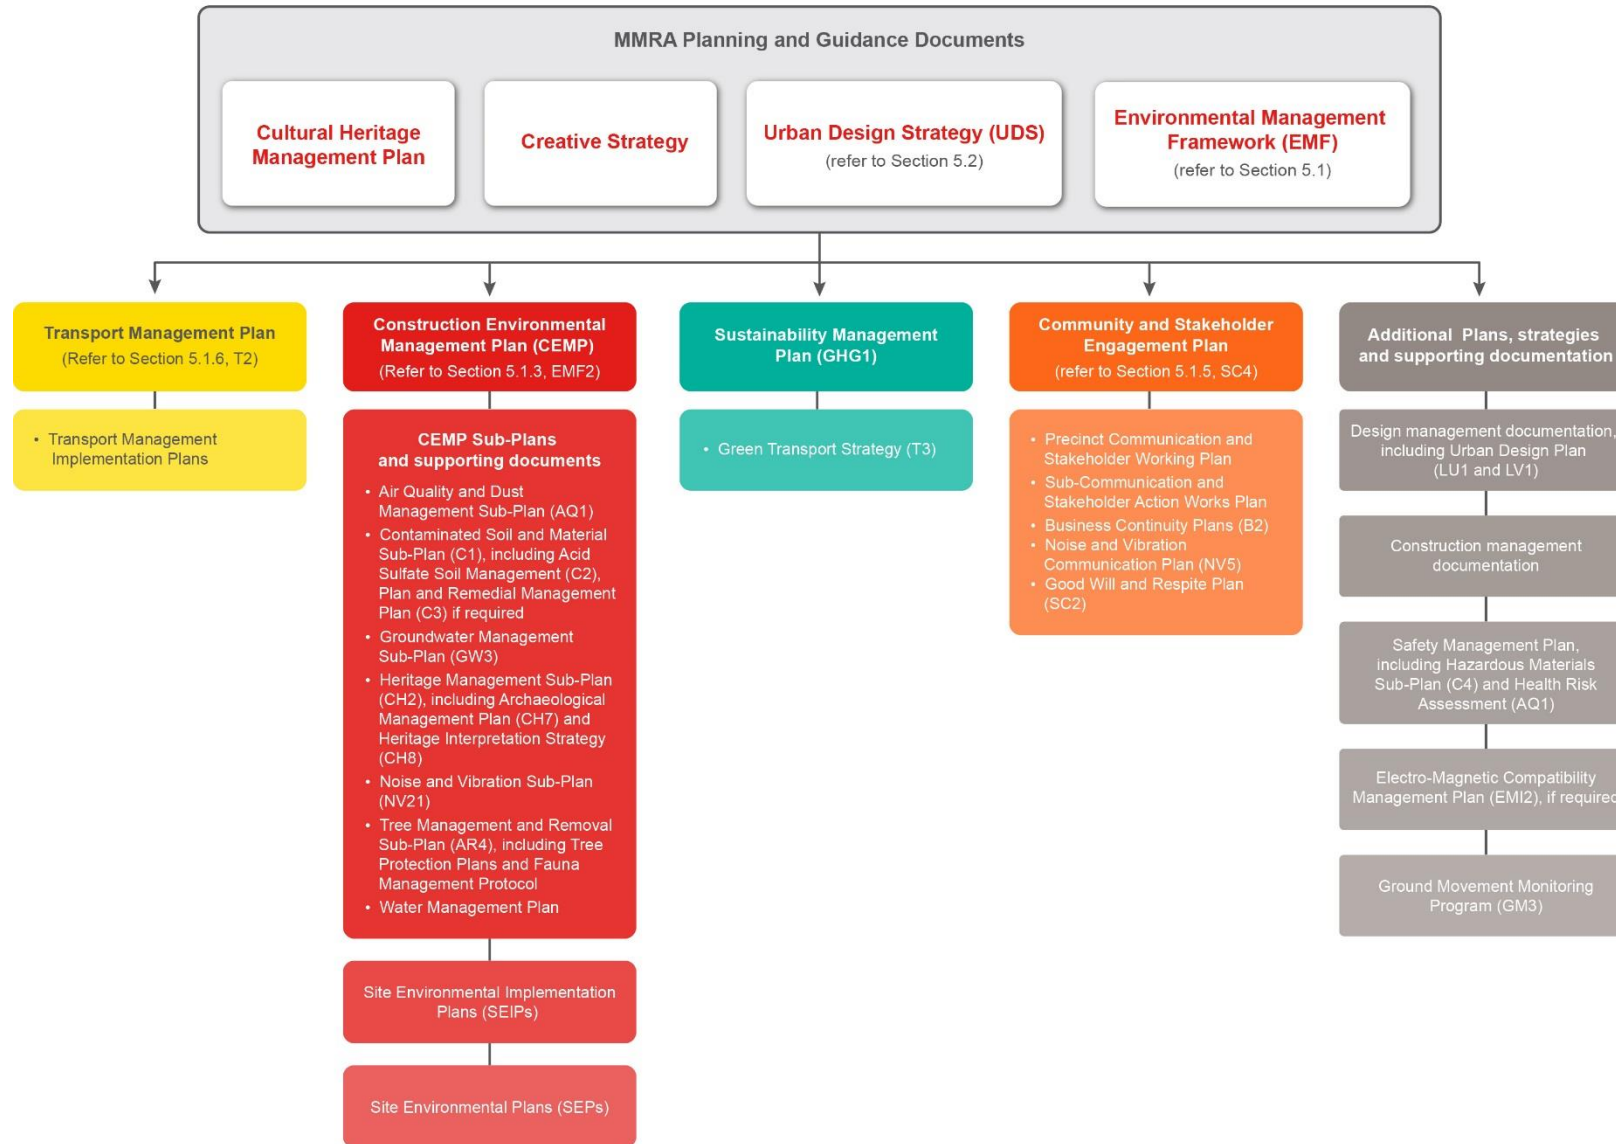 MMRA Planning and Guidance Documents
Cultural Heritage
Management Plan
Creative Strategy
Urban Design Strategy (UDS)
(refer to Section 5.2)
Environmental Management
Framework (EMF)
(refer to Section 5.1)
Transport Management Plan
(Refer to Section 5.1.6, T2)
• Transport Management
Implementation Plans
Construction Environmental
Management Plan (CEMP)
(Refer to Section 5.1.3, EMF2)
CEMP Sub-Plans
and supporting documents
• Air Quality and Dust
Management Sub-Plan (AQ1)
• Contaminated Soil and Material
Sub-Plan (C1), including Acid
Sulfate Soil Management (C2),
Plan and Remedial Management
Plan (C3) if required
• Groundwater Management
Sub-Plan (GW3)
• Heritage Management Sub-Plan
(CH2), including Archaeological
Management Plan (CH7) and
Heritage Interpretation Strategy
(CH8)
• Noise and Vibration Sub-Plan
(NV21)
• Tree Management and Removal
Sub-Plan (AR4), including Tree
Protection Plans and Fauna
Management Protocol
• Water Management Plan
Site Environmental Implementation
Plans (SEIPs)
Site Environmental Plans (SEPs)
Sustainability Management
Plan (GHG1)
• Green Transport Strategy (T3)
Community and Stakeholder
Engagement Plan
(refer to Section 5.1.5, SC4)
• Precinct Communication and
Stakeholder Working Plan
• Sub-Communication and
Stakeholder Action Works Plan
• Business Continuity Plans (B2)
• Noise and Vibration
Communication Plan (NV5)
• Good Will and Respite Plan
(SC2)
Additional Plans, strategies
and supporting documentation
Design management documentation,
including Urban Design Plan
(LU1 and LV1)
Construction management
documentation
Safety Management Plan,
including Hazardous Materials
Sub-Plan (C4) and Health Risk
Assessment (AQ1)
Electro-Magnetic Compatibility
Management Plan (EMI2), if required
Ground Movement Monitoring
Program (GM3)